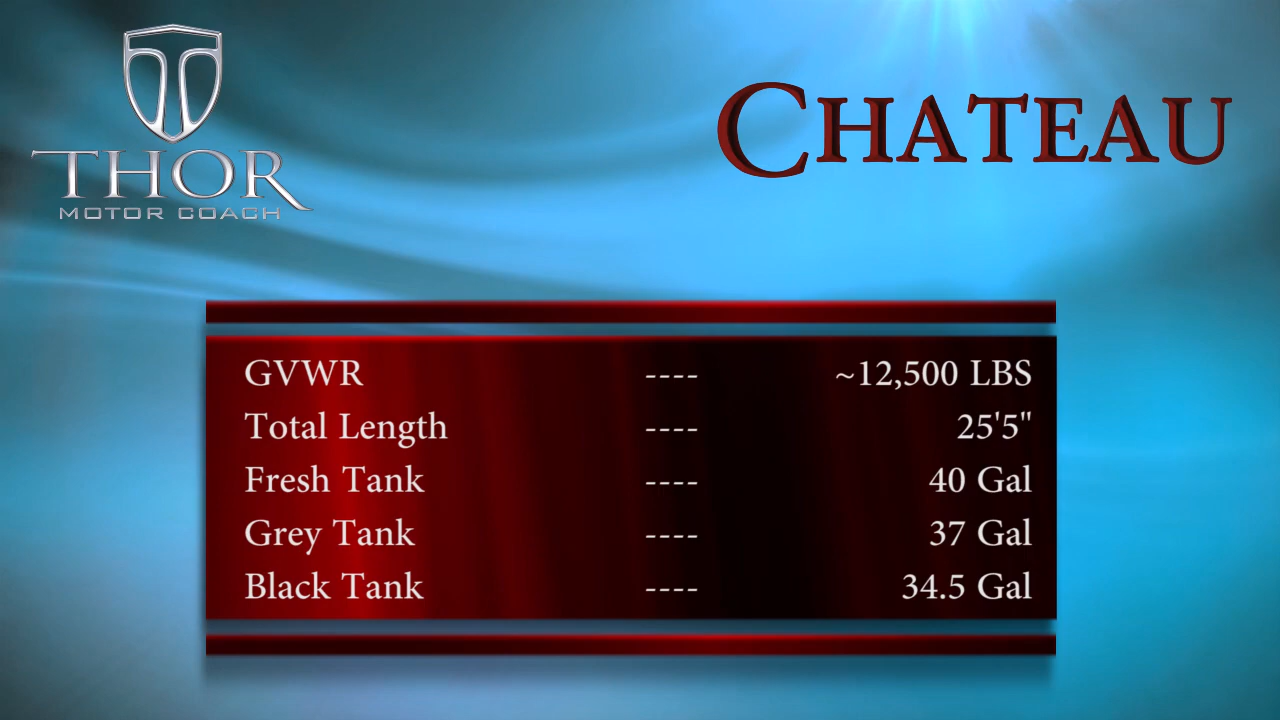 THOR
MOTOR COACH
CHATEAU
GVWR ---- ~12,500 LBS
Total Length ---- 25'5"
Fresh Tank ---- 40 Gal
Grey Tank ---- 37 Gal
Black Tank ---- 34.5 Gal